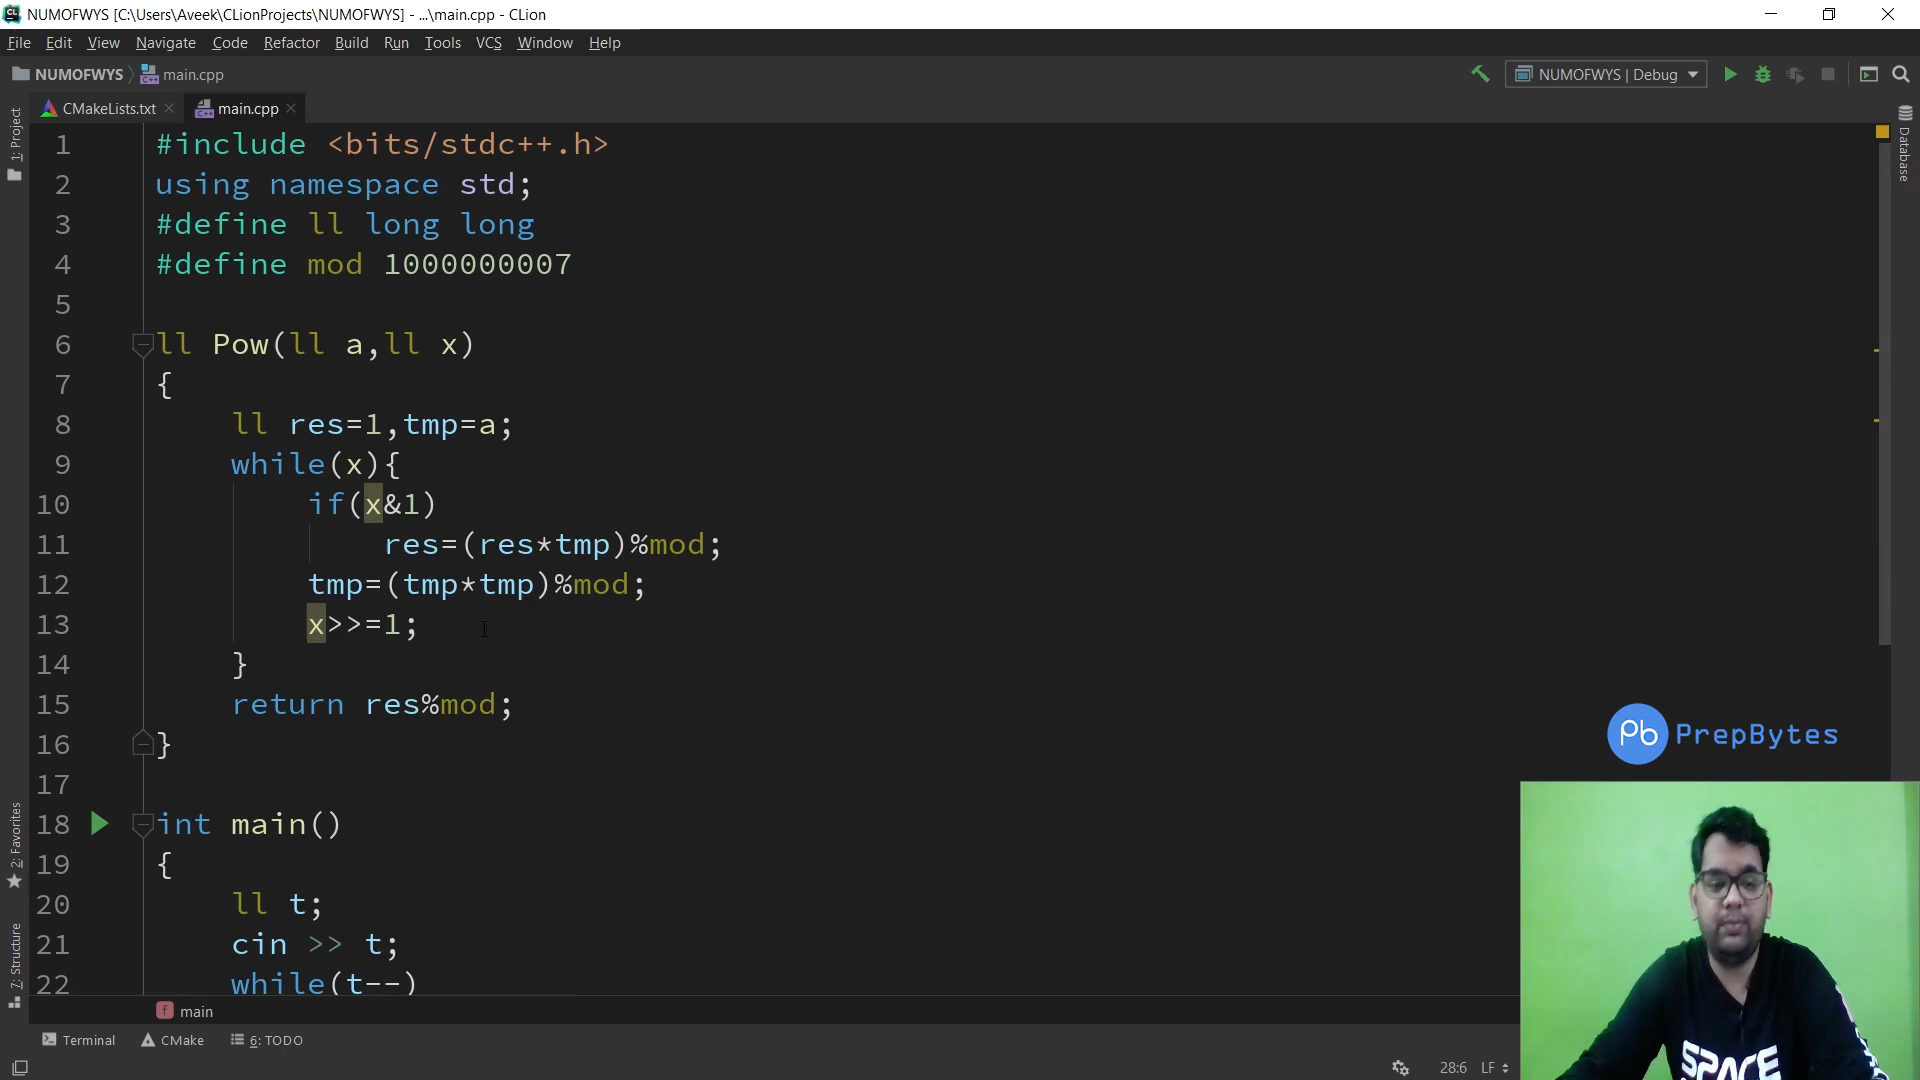 NUMOFWYS [C:\Users\Aveek\CLionProjects\NUMOFWYS] - ...\main.cpp - CLion
File Edit View Navigate Code Refactor Build Run Tools VCS Window Help
NUMOFWYS main.cpp NUMOFWYS | Debug
CMakeLists.txt main.cpp
1: Project
Database
1 #include <bits/stdc++.h>
2 using namespace std;
3 #define ll long long
4 #define mod 1000000007
5
6 ll Pow(ll a,ll x)
7 {
8 ll res=1,tmp=a;
9 while(x){
10 if(x&1)
11 res=(res*tmp)%mod;
12 tmp=(tmp*tmp)%mod;
13 x>>=1;
14 }
15 return res%mod;
16 }
17
18 int main()
19 {
20 ll t;
21 cin >> t;
22 while(t--)
Pb PrepBytes
2: Favorites
7: Structure
f main
Terminal CMake 6: TODO
28:6 LF
SPACE